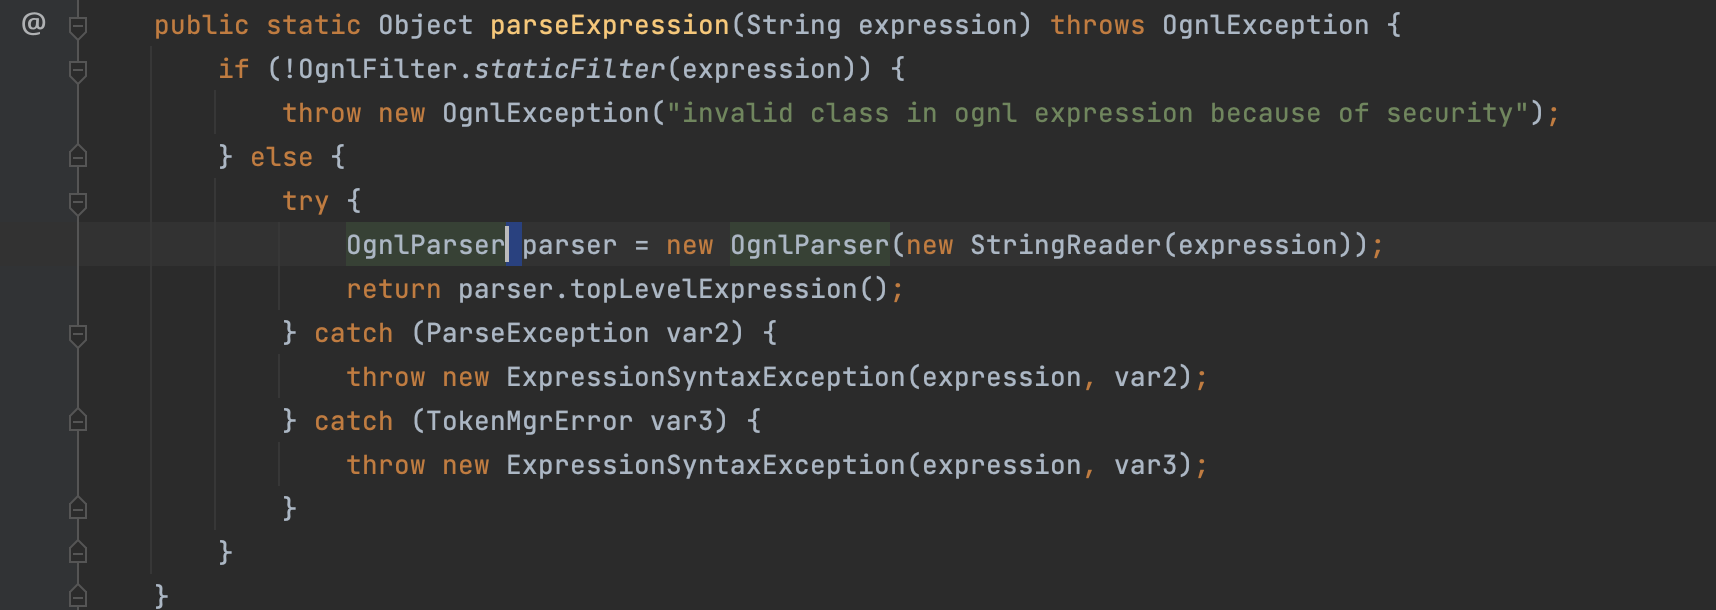 @ public static Object parseExpression(String expression) throws OgnlException {
if (!OgnlFilter.staticFilter(expression)) {
throw new OgnlException("invalid class in ognl expression because of security");
} else {
try {
OgnlParser parser = new OgnlParser(new StringReader(expression));
return parser.topLevelExpression();
} catch (ParseException var2) {
throw new ExpressionSyntaxException(expression, var2);
} catch (TokenMgrError var3) {
throw new ExpressionSyntaxException(expression, var3);
}
}
}